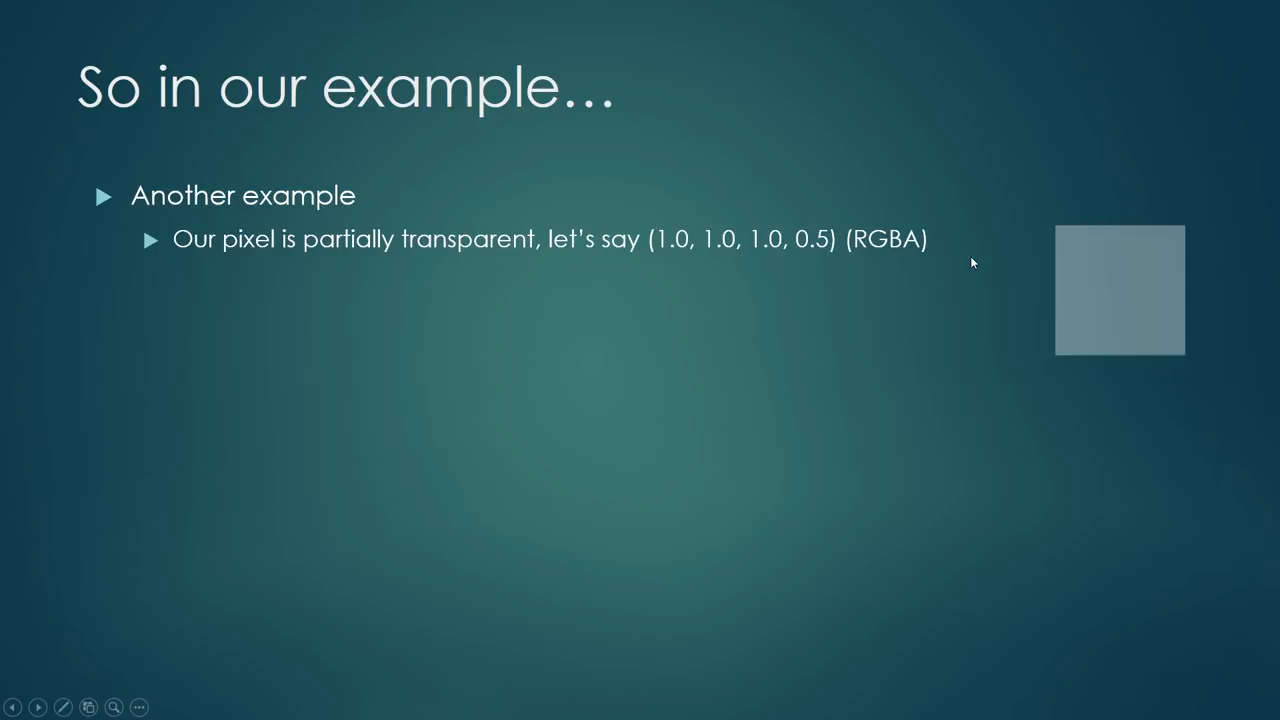 So in our example…
Another example
Our pixel is partially transparent, let’s say (1.0, 1.0, 1.0, 0.5) (RGBA)